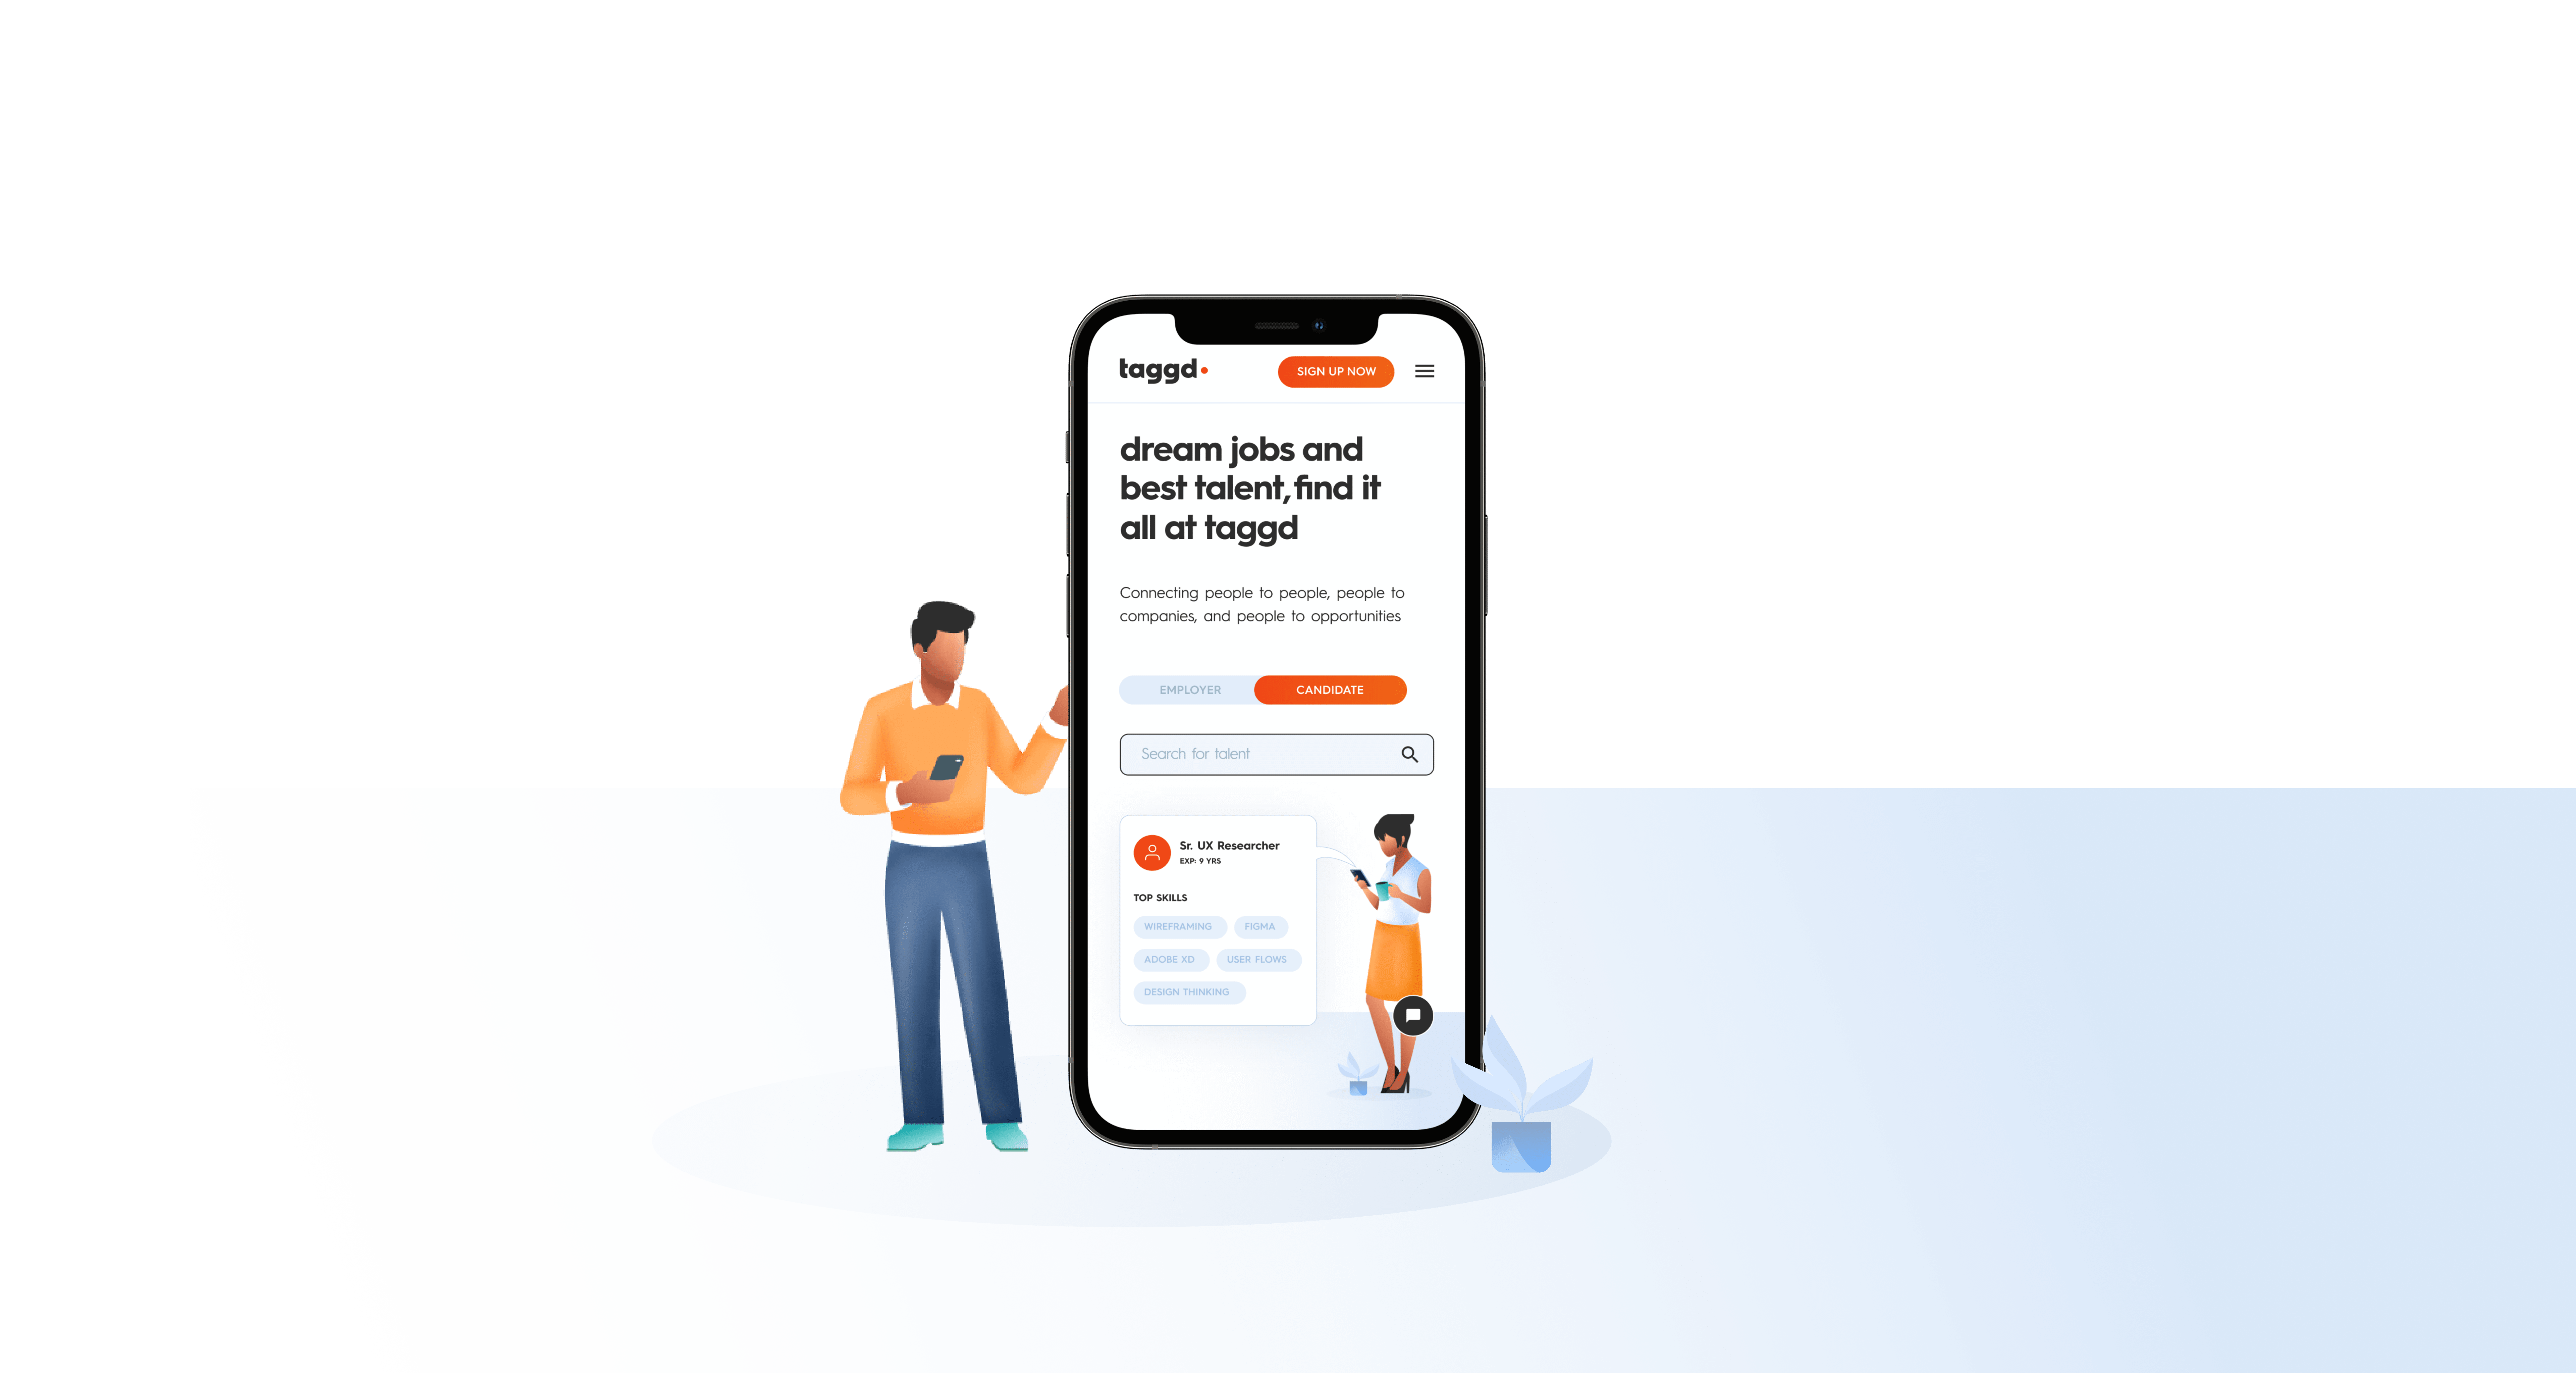 taggd
SIGN UP NOW
dream jobs and
best talent, find it
all at taggd
Connecting people to people, people to
companies, and people to opportunities
EMPLOYER
CANDIDATE
Search for talent
Sr. UX Researcher
EXP: 9 YRS
TOP SKILLS
WIREFRAMING
FIGMA
ADOBE XD
USER FLOWS
DESIGN THINKING